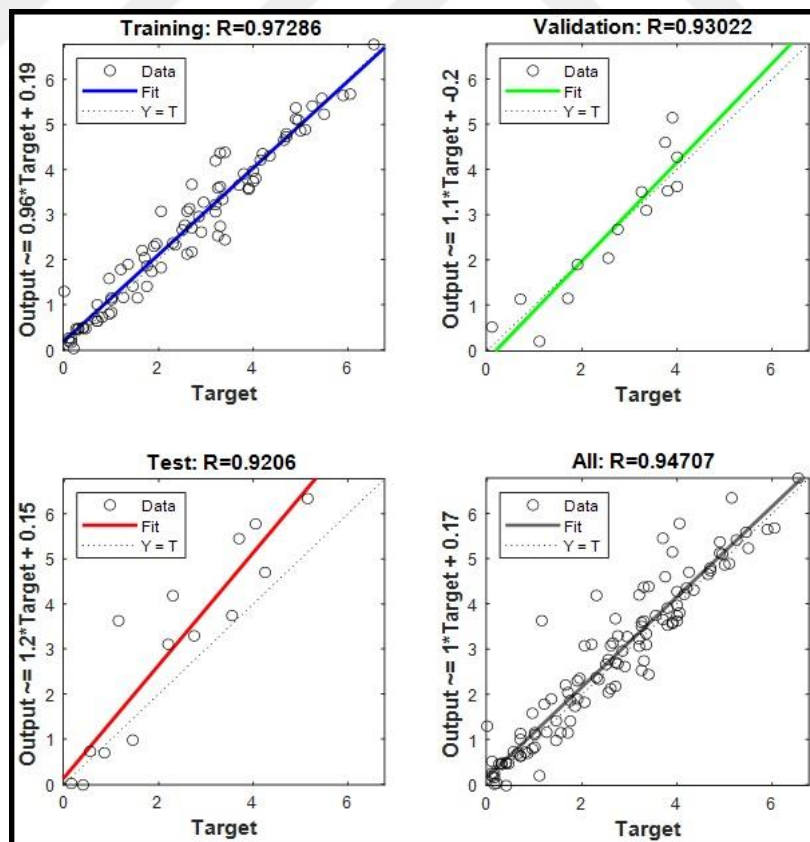 Training: R=0.97286
Output ~= 0.96*Target + 0.19
Data
Fit
Y = T
6
5
4
3
2
1
0
0 2 4 6
Target
Validation: R=0.93022
Output ~= 1.1*Target + -0.2
Data
Fit
Y = T
6
5
4
3
2
1
0
0 2 4 6
Target
Test: R=0.9206
Output ~= 1.2*Target + 0.15
Data
Fit
Y = T
6
5
4
3
2
1
0
0 2 4 6
Target
All: R=0.94707
Output ~= 1*Target + 0.17
Data
Fit
Y = T
6
5
4
3
2
1
0
0 2 4 6
Target